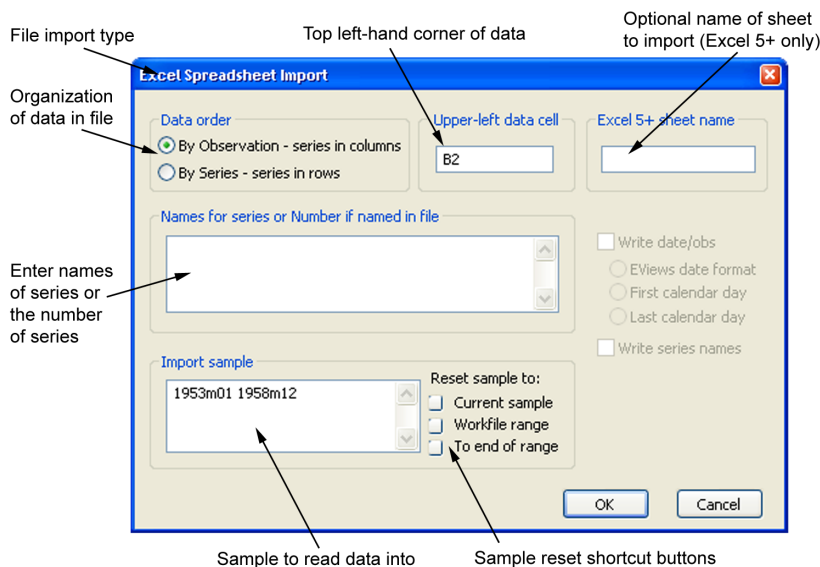 File import type
Top left-hand corner of data
Optional name of sheet
to import (Excel 5+ only)
Excel Spreadsheet Import
Organization
of data in file
Data order
By Observation - series in columns
By Series - series in rows
Upper-left data cell
B2
Excel 5+ sheet name
Names for series or Number if named in file
Enter names
of series or
the number
of series
Write date/obs
EViews date format
First calendar day
Last calendar day
Write series names
Import sample
1953m01 1958m12
Reset sample to:
Current sample
Workfile range
To end of range
OK
Cancel
Sample to read data into
Sample reset shortcut buttons